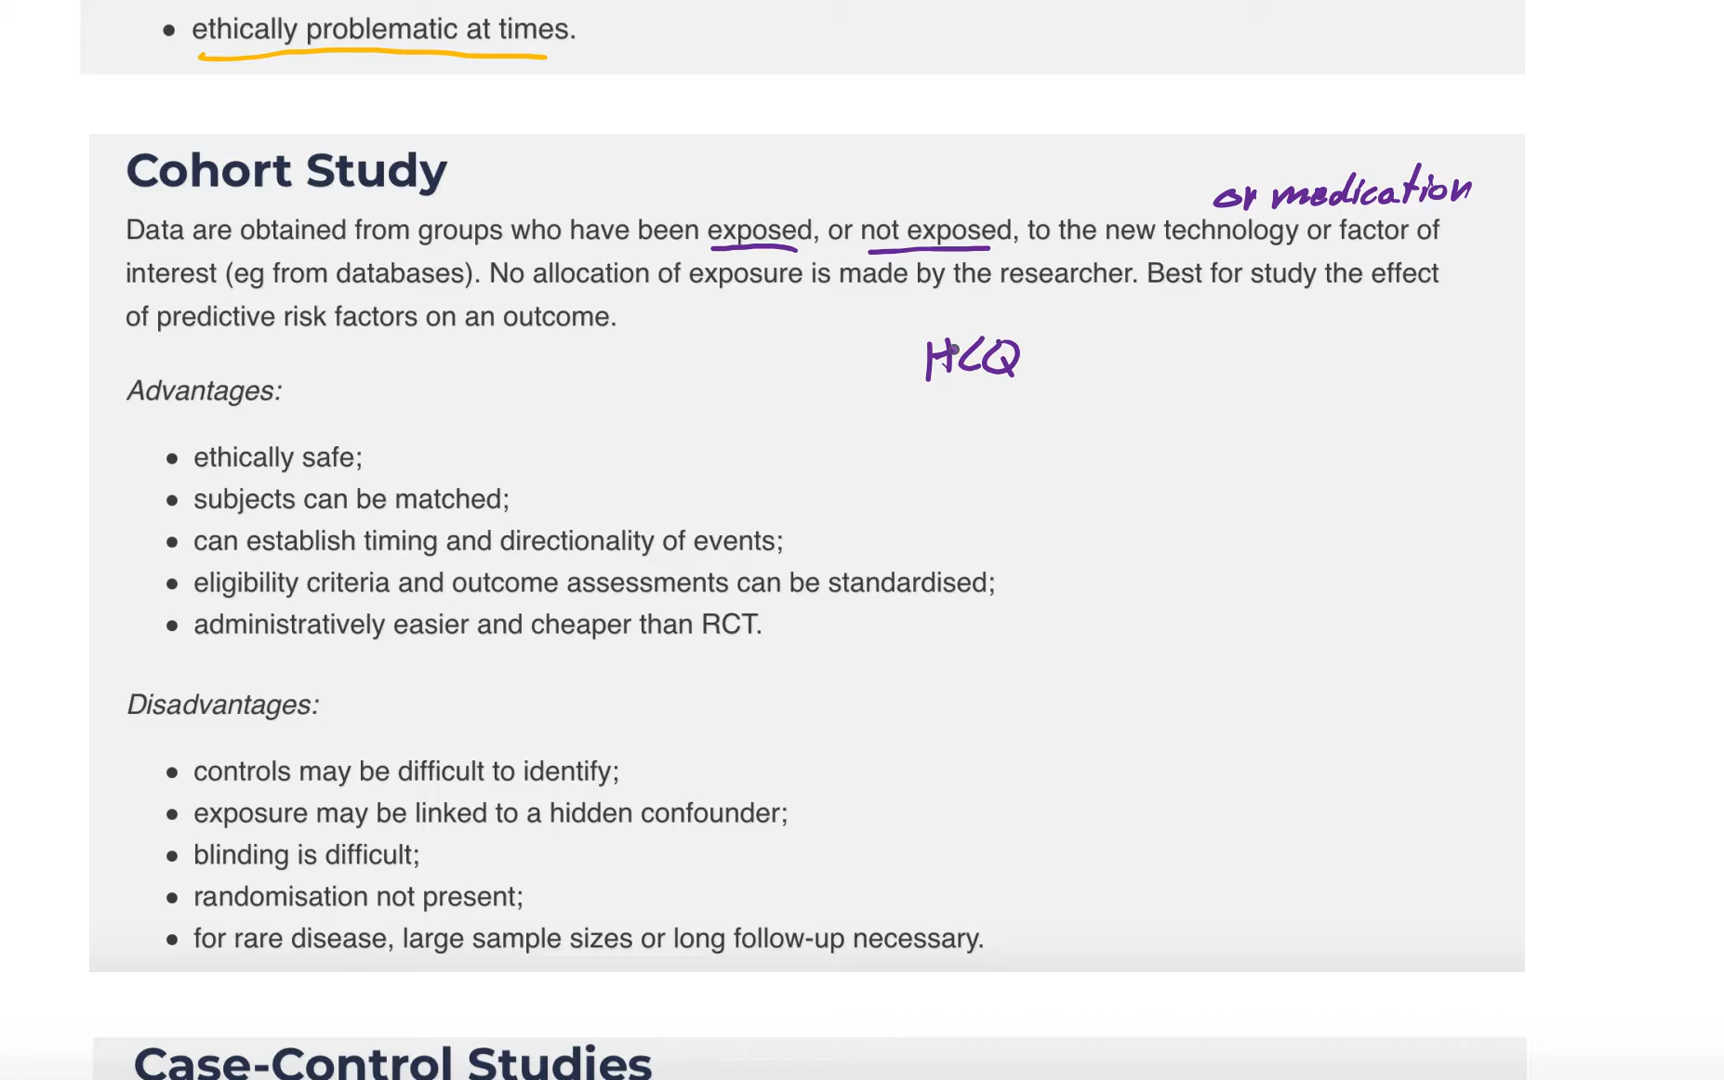 • ethically problematic at times.
Cohort Study
or medication
Data are obtained from groups who have been exposed, or not exposed, to the new technology or factor of
interest (eg from databases). No allocation of exposure is made by the researcher. Best for study the effect
of predictive risk factors on an outcome.
HCQ
Advantages:
• ethically safe;
• subjects can be matched;
• can establish timing and directionality of events;
• eligibility criteria and outcome assessments can be standardised;
• administratively easier and cheaper than RCT.
Disadvantages:
• controls may be difficult to identify;
• exposure may be linked to a hidden confounder;
• blinding is difficult;
• randomisation not present;
• for rare disease, large sample sizes or long follow-up necessary.
Case-Control Studies